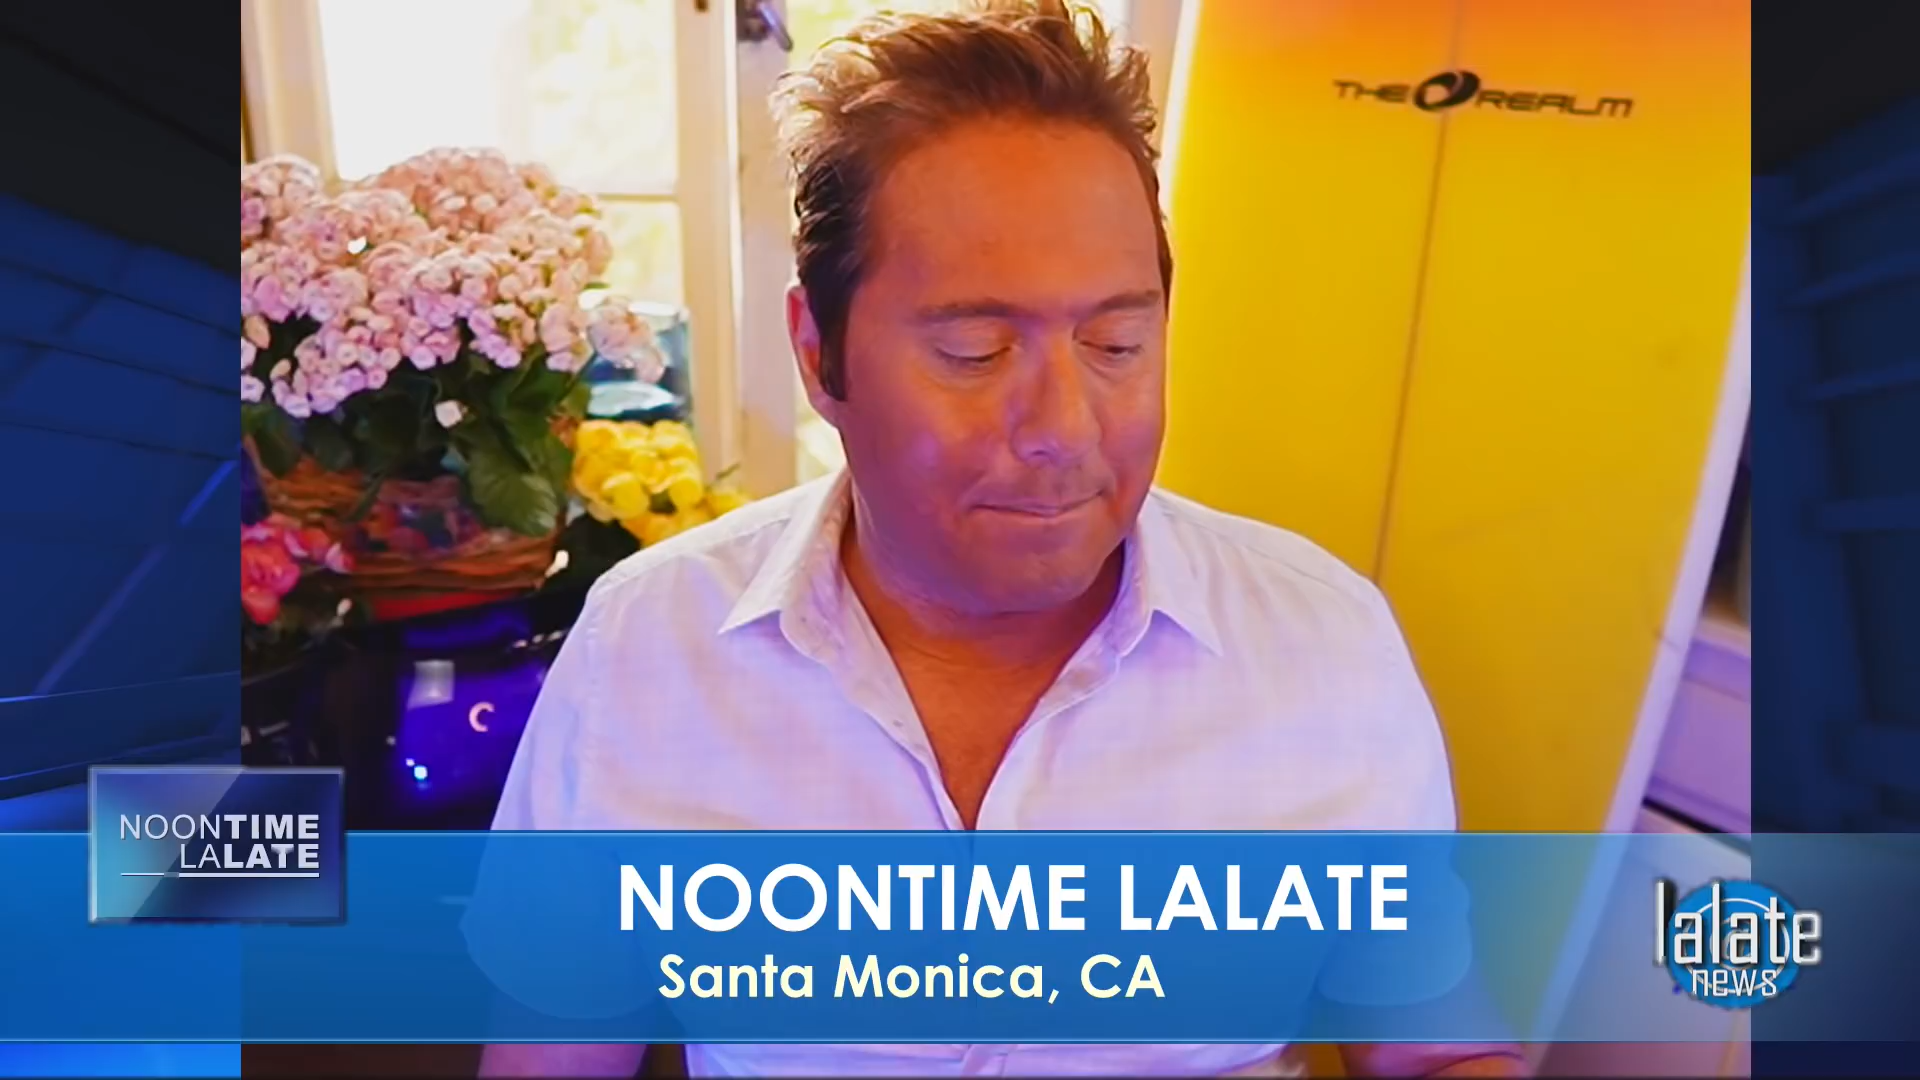 THE REALM
NOONTIME
LALATE
NOONTIME LALATE
Santa Monica, CA
lalate
news